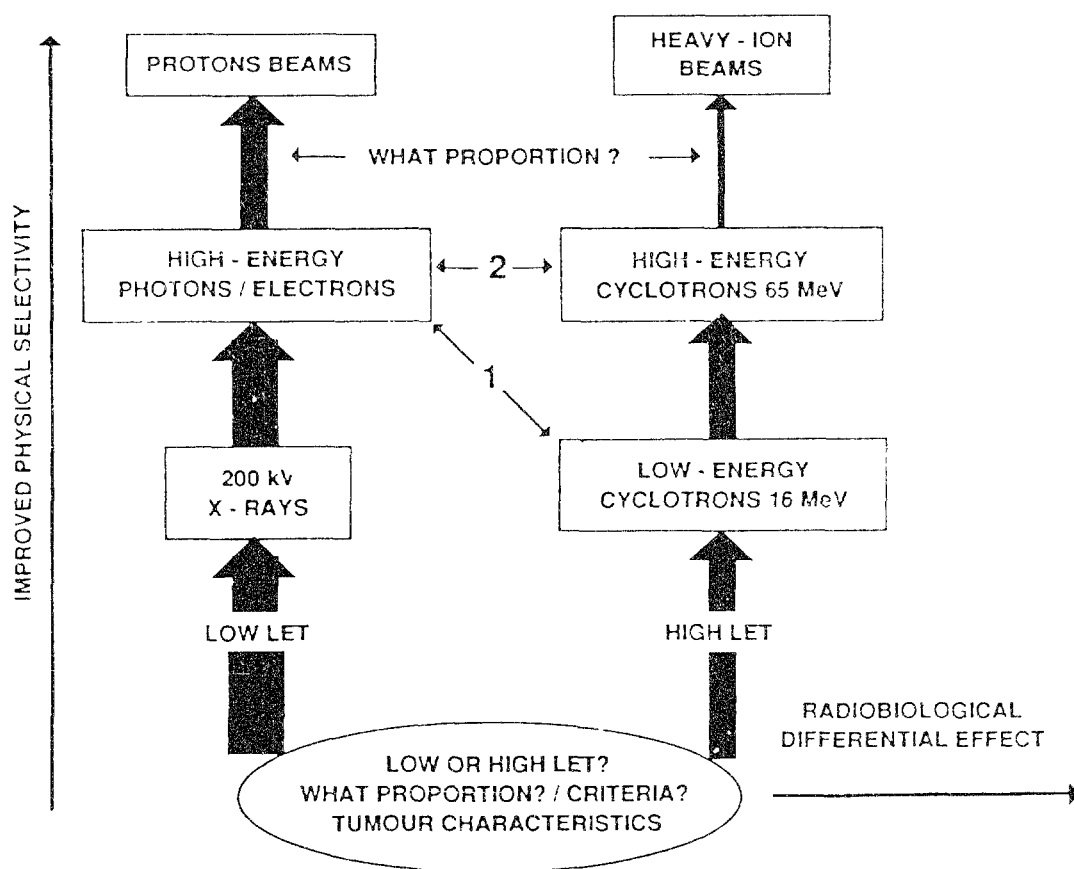 PROTONS BEAMS
HEAVY - ION
BEAMS
WHAT PROPORTION ?
HIGH - ENERGY
PHOTONS / ELECTRONS
2
HIGH - ENERGY
CYCLOTRONS 65 MeV
1
200 kV
X - RAYS
LOW - ENERGY
CYCLOTRONS 16 MeV
LOW LET
HIGH LET
IMPROVED PHYSICAL SELECTIVITY
RADIOBIOLOGICAL
DIFFERENTIAL EFFECT
LOW OR HIGH LET?
WHAT PROPORTION? / CRITERIA?
TUMOUR CHARACTERISTICS